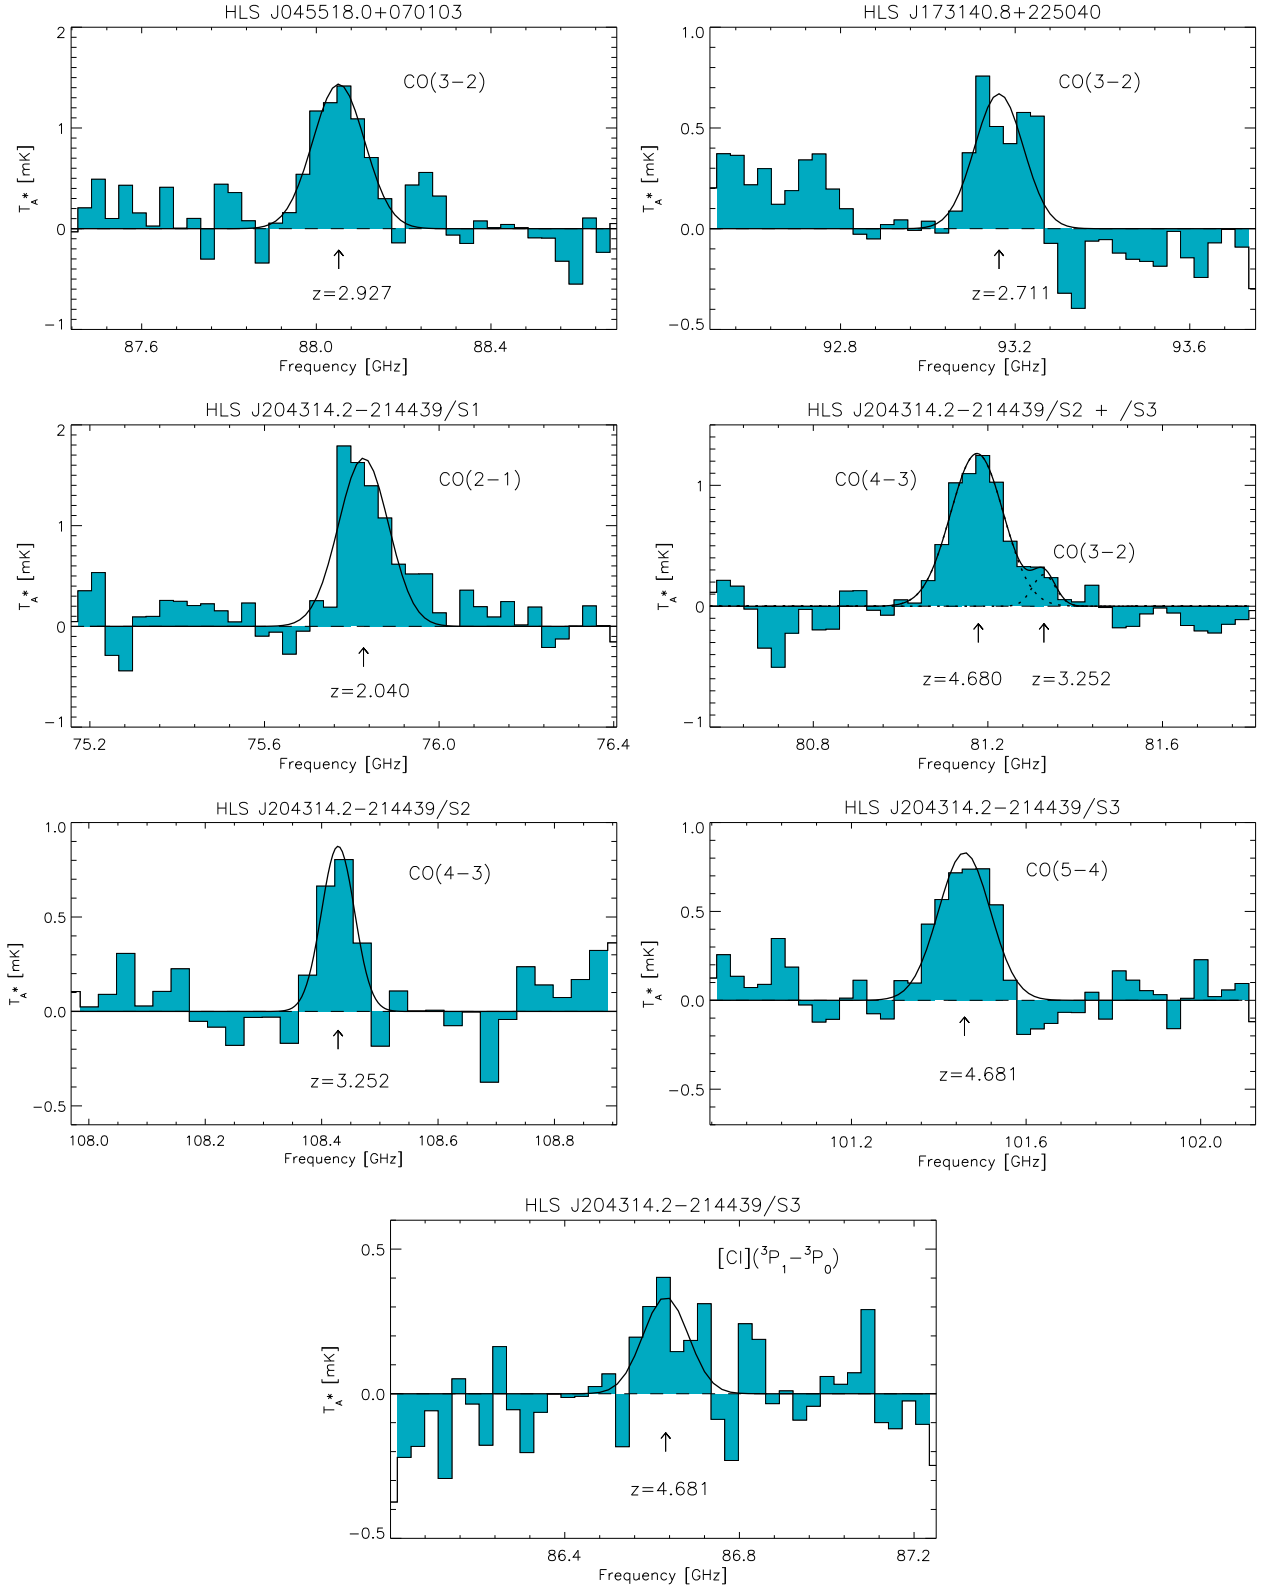 HLS J045518.0+070103
2
1
0
−1
T_A* [mK]
CO(3−2)
z=2.927
87.6 88.0 88.4
Frequency [GHz]
HLS J173140.8+225040
1.0
0.5
0.0
−0.5
T_A* [mK]
CO(3−2)
z=2.711
92.8 93.2 93.6
Frequency [GHz]
HLS J204314.2−214439/S1
2
1
0
−1
T_A* [mK]
CO(2−1)
z=2.040
75.2 75.6 76.0 76.4
Frequency [GHz]
HLS J204314.2−214439/S2 + /S3
1
0
−1
T_A* [mK]
CO(4−3)
CO(3−2)
z=4.680 z=3.252
80.8 81.2 81.6
Frequency [GHz]
HLS J204314.2−214439/S2
1.0
0.5
0.0
−0.5
T_A* [mK]
CO(4−3)
z=3.252
108.0 108.2 108.4 108.6 108.8
Frequency [GHz]
HLS J204314.2−214439/S3
1.0
0.5
0.0
−0.5
T_A* [mK]
CO(5−4)
z=4.681
101.2 101.6 102.0
Frequency [GHz]
HLS J204314.2−214439/S3
0.5
0.0
−0.5
T_A* [mK]
[CI](³P₁−³P₀)
z=4.681
86.4 86.8 87.2
Frequency [GHz]